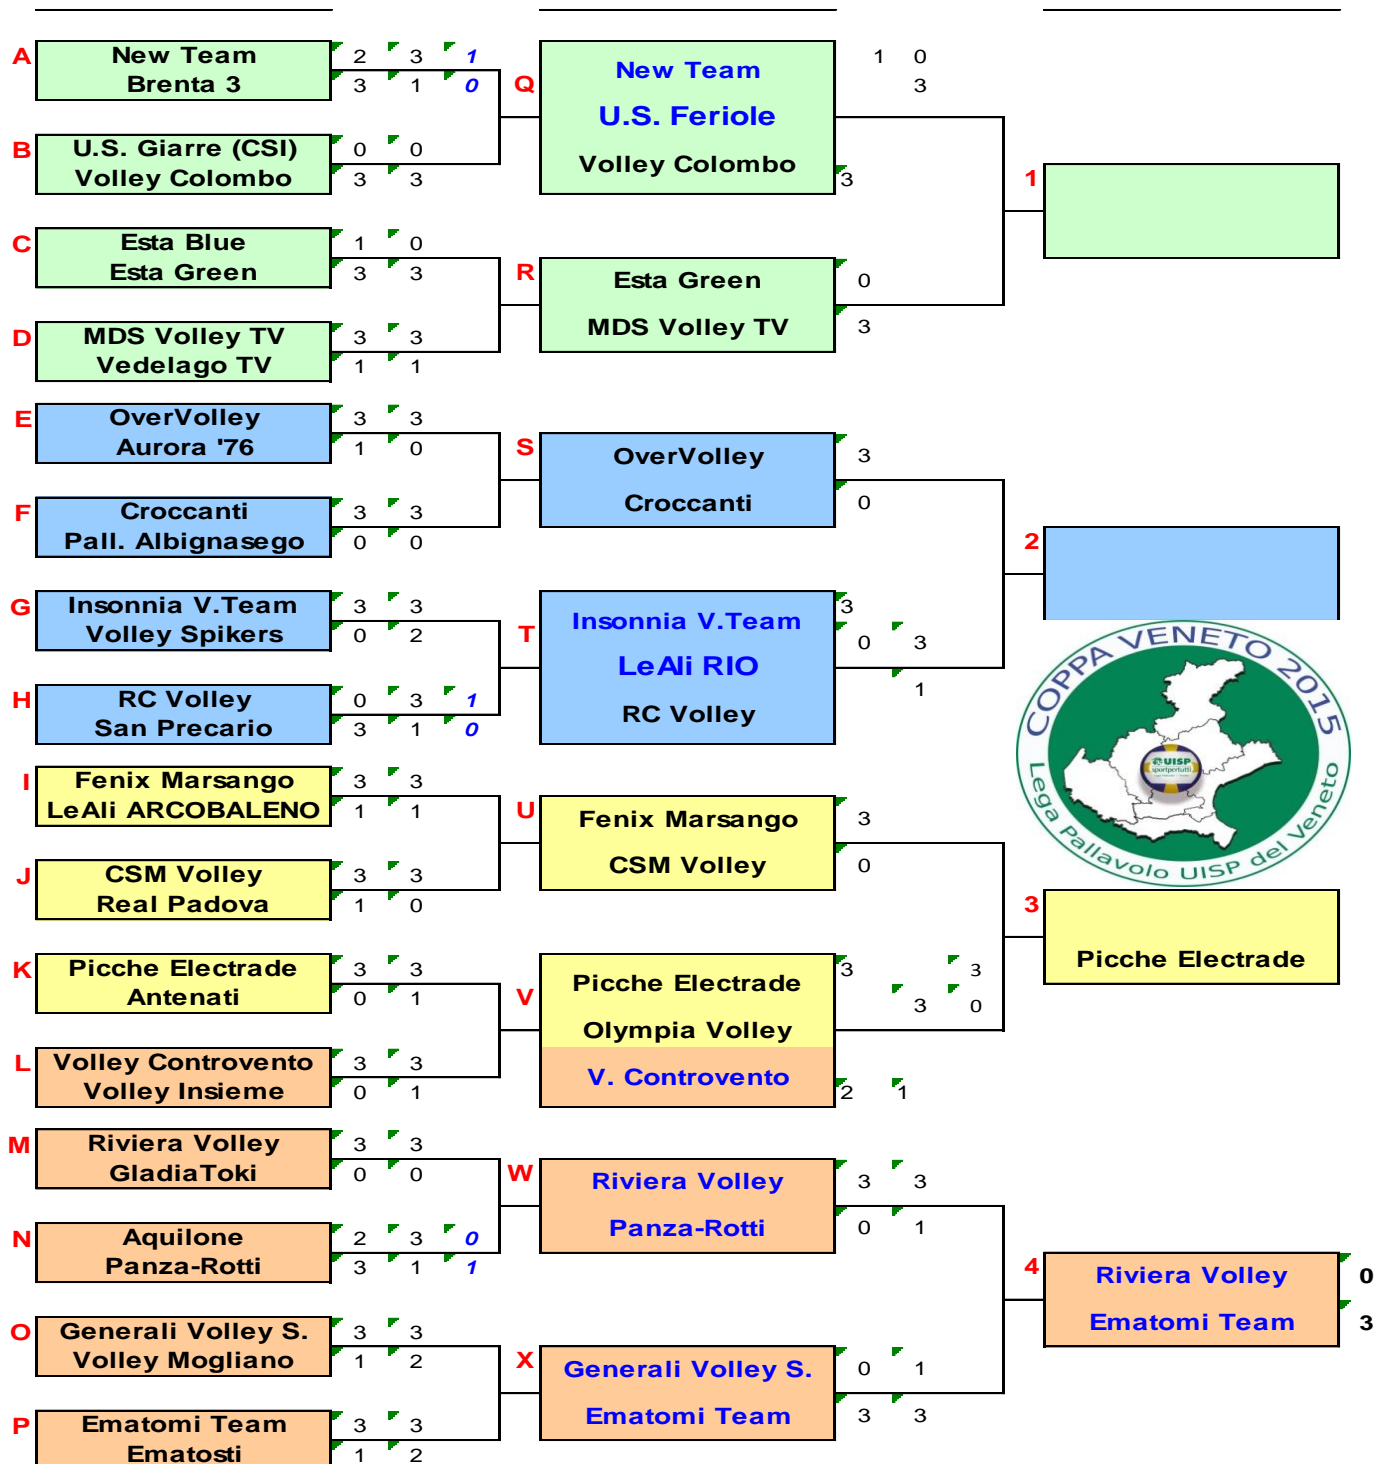 A New Team 2 3 1
Brenta 3 3 1 0
B U.S. Giarre (CSI) 0 0
Volley Colombo 3 3
C Esta Blue 1 0
Esta Green 3 3
D MDS Volley TV 3 3
Vedelago TV 1 1
E OverVolley 3 3
Aurora '76 1 0
F Croccanti 3 3
Pall. Albignasego 0 0
G Insonnia V.Team 3 3
Volley Spikers 0 2
H RC Volley 0 3 1
San Precario 3 1 0
I Fenix Marsango 3 3
LeAli ARCOBALENO 1 1
J CSM Volley 3 3
Real Padova 1 0
K Picche Electrade 3 3
Antenati 0 1
L Volley Controvento 3 3
Volley Insieme 0 1
M Riviera Volley 3 3
GladiaToki 0 0
N Aquilone 2 3 0
Panza-Rotti 3 1 1
O Generali Volley S. 3 3
Volley Mogliano 1 2
P Ematomi Team 3 3
Ematosti 1 2
Q New Team 1 0
3
U.S. Feriole
Volley Colombo 3
R Esta Green 0
MDS Volley TV 3
S OverVolley 3
Croccanti 0
T Insonnia V.Team 3
LeAli RIO 0 3
RC Volley 1
U Fenix Marsango 3
CSM Volley 0
V Picche Electrade 3 3
Olympia Volley 3 0
V. Controvento 2 1
W Riviera Volley 3 3
Panza-Rotti 0 1
X Generali Volley S. 0 1
Ematomi Team 3 3
1
2
COPPA VENETO 2015
UISP
sportpertutti
Lega Pallavolo UISP del Veneto
3
Picche Electrade
4 Riviera Volley 0
Ematomi Team 3